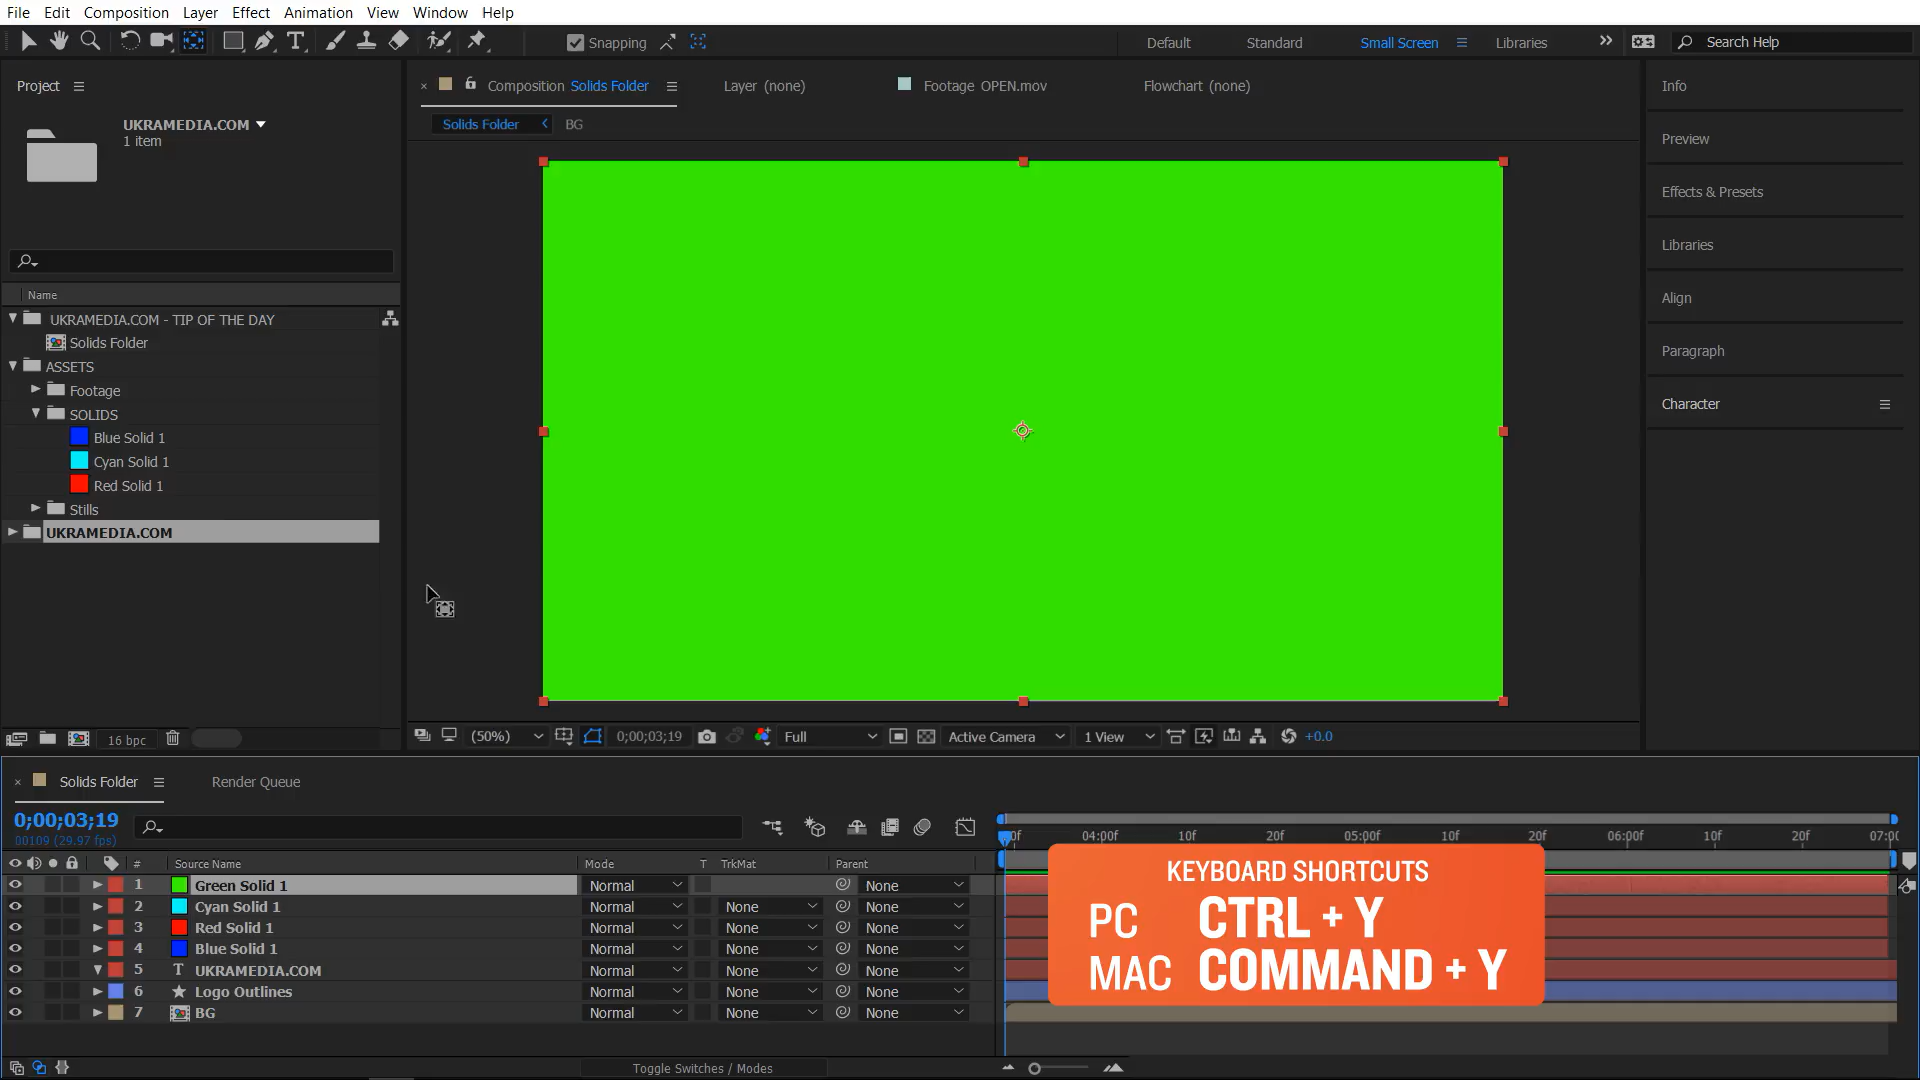 File Edit Composition Layer Effect Animation View Window Help
Snapping
Default Standard Small Screen Libraries Search Help
Project
Composition Solids Folder
Layer (none)
Footage OPEN.mov
Flowchart (none)
Solids Folder
BG
UKRAMEDIA.COM
1 item
Name
UKRAMEDIA.COM - TIP OF THE DAY
Solids Folder
ASSETS
Footage
SOLIDS
Blue Solid 1
Cyan Solid 1
Red Solid 1
Stills
UKRAMEDIA.COM
16 bpc
Info
Preview
Effects & Presets
Libraries
Align
Paragraph
Character
(50%) 0;00;03;19 Full Active Camera 1 View +0.0
Solids Folder
Render Queue
0;00;03;19
00109 (29.97 fps)
04:00f 10f 20f 05:00f 10f 20f 06:00f 10f 20f
# Source Name Mode T TrkMat Parent
1 Green Solid 1 Normal None
2 Cyan Solid 1 Normal None None
3 Red Solid 1 Normal None None
4 Blue Solid 1 Normal None None
5 T UKRAMEDIA.COM Normal None None
6 Logo Outlines Normal None None
7 BG Normal None None
KEYBOARD SHORTCUTS
PC CTRL + Y
MAC COMMAND + Y
Toggle Switches / Modes